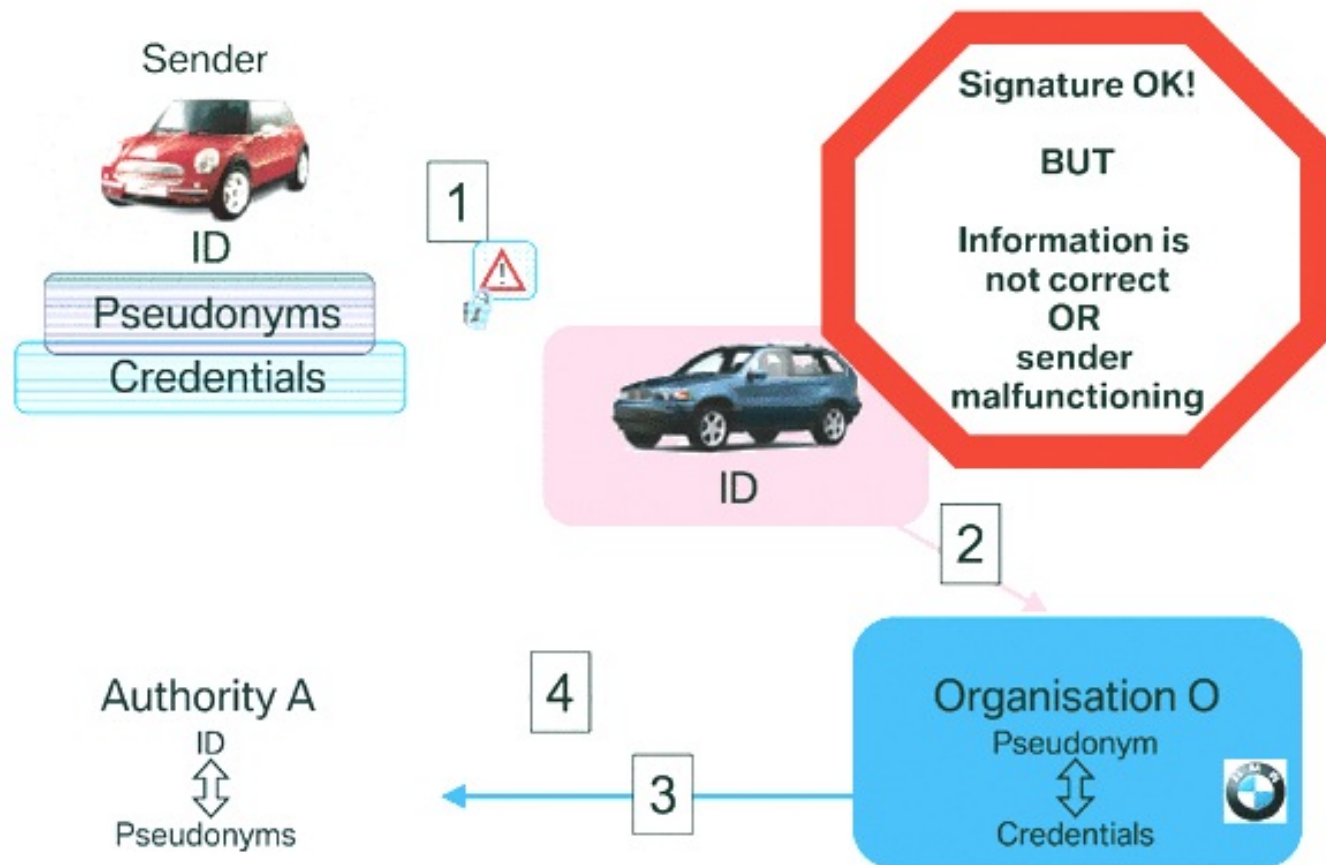 Sender
ID
Pseudonyms
Credentials
1
Signature OK!
BUT
Information is
not correct
OR
sender
malfunctioning
ID
2
Organisation O
Pseudonym
Credentials
BMW
3
4
Authority A
ID
Pseudonyms